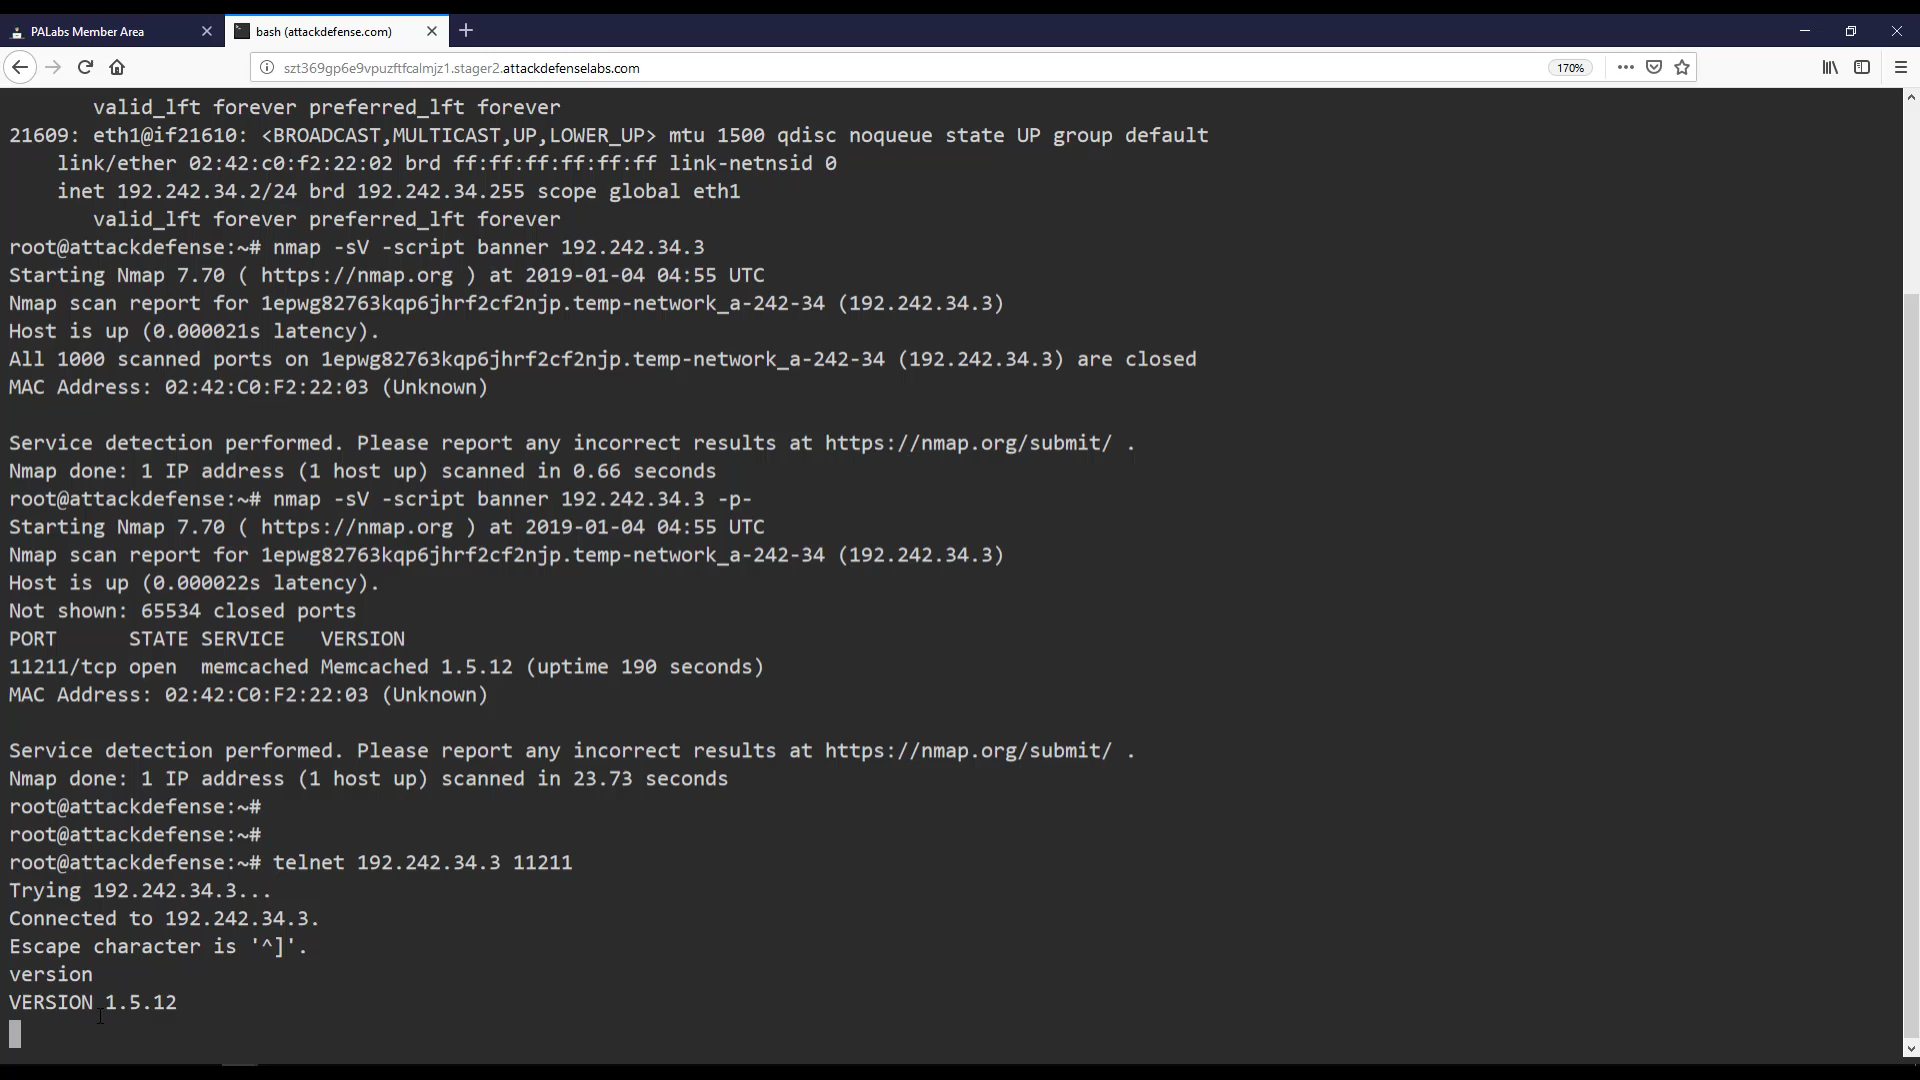 PALabs Member Area
bash (attackdefense.com)
szt369gp6e9vpuzftfcalmjz1.stager2.attackdefenselabs.com
170%
valid_lft forever preferred_lft forever
21609: eth1@if21610: <BROADCAST,MULTICAST,UP,LOWER_UP> mtu 1500 qdisc noqueue state UP group default
link/ether 02:42:c0:f2:22:02 brd ff:ff:ff:ff:ff:ff link-netnsid 0
inet 192.242.34.2/24 brd 192.242.34.255 scope global eth1
valid_lft forever preferred_lft forever
root@attackdefense:~# nmap -sV -script banner 192.242.34.3
Starting Nmap 7.70 ( https://nmap.org ) at 2019-01-04 04:55 UTC
Nmap scan report for 1epwg82763kqp6jhrf2cf2njp.temp-network_a-242-34 (192.242.34.3)
Host is up (0.000021s latency).
All 1000 scanned ports on 1epwg82763kqp6jhrf2cf2njp.temp-network_a-242-34 (192.242.34.3) are closed
MAC Address: 02:42:C0:F2:22:03 (Unknown)
Service detection performed. Please report any incorrect results at https://nmap.org/submit/ .
Nmap done: 1 IP address (1 host up) scanned in 0.66 seconds
root@attackdefense:~# nmap -sV -script banner 192.242.34.3 -p-
Starting Nmap 7.70 ( https://nmap.org ) at 2019-01-04 04:55 UTC
Nmap scan report for 1epwg82763kqp6jhrf2cf2njp.temp-network_a-242-34 (192.242.34.3)
Host is up (0.000022s latency).
Not shown: 65534 closed ports
PORT      STATE SERVICE   VERSION
11211/tcp open  memcached Memcached 1.5.12 (uptime 190 seconds)
MAC Address: 02:42:C0:F2:22:03 (Unknown)
Service detection performed. Please report any incorrect results at https://nmap.org/submit/ .
Nmap done: 1 IP address (1 host up) scanned in 23.73 seconds
root@attackdefense:~#
root@attackdefense:~#
root@attackdefense:~# telnet 192.242.34.3 11211
Trying 192.242.34.3...
Connected to 192.242.34.3.
Escape character is '^]'.
version
VERSION 1.5.12